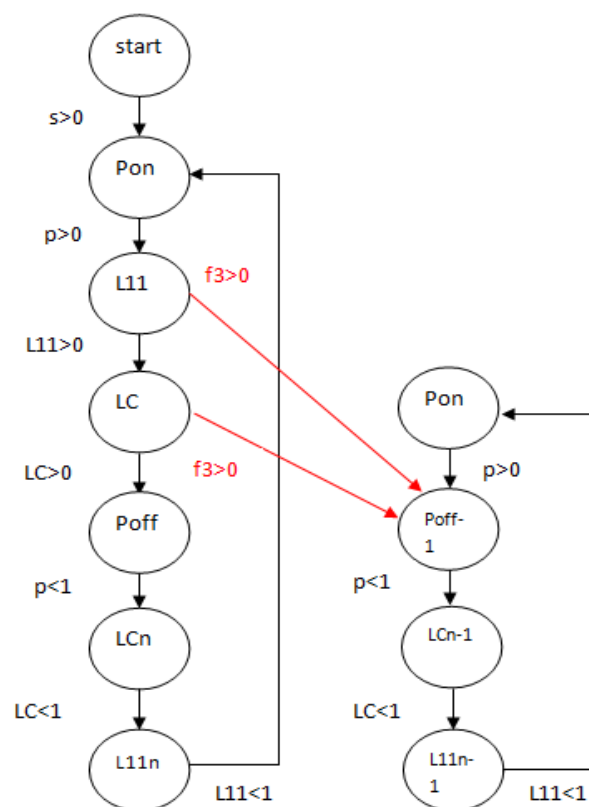 start
s>0
Pon
p>0
L11
f3>0
L11>0
LC
f3>0
LC>0
Poff
p<1
LCn
LC<1
L11n
L11<1
Pon
p>0
Poff-
1
p<1
LCn-1
LC<1
L11n-
1
L11<1